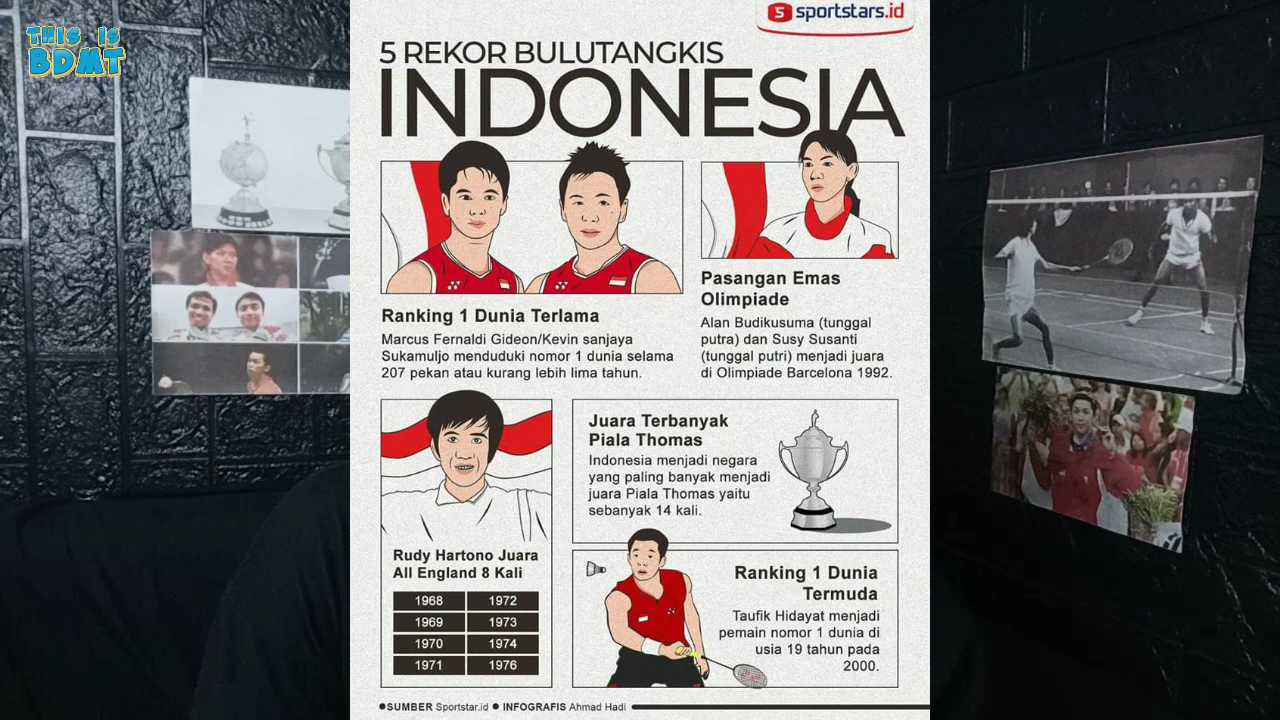 THIS IS
BDMT
5 sportstars.id
5 REKOR BULUTANGKIS
INDONESIA
Ranking 1 Dunia Terlama
Marcus Fernaldi Gideon/Kevin sanjaya
Sukamuljo menduduki nomor 1 dunia selama
207 pekan atau kurang lebih lima tahun.
Pasangan Emas
Olimpiade
Alan Budikusuma (tunggal
putra) dan Susy Susanti
(tunggal putri) menjadi juara
di Olimpiade Barcelona 1992.
Rudy Hartono Juara
All England 8 Kali
1968 1972
1969 1973
1970 1974
1971 1976
Juara Terbanyak
Piala Thomas
Indonesia menjadi negara
yang paling banyak menjadi
juara Piala Thomas yaitu
sebanyak 14 kali.
Ranking 1 Dunia
Termuda
Taufik Hidayat menjadi
pemain nomor 1 dunia di
usia 19 tahun pada
2000.
SUMBER Sportstar.id INFOGRAFIS Ahmad Hadi